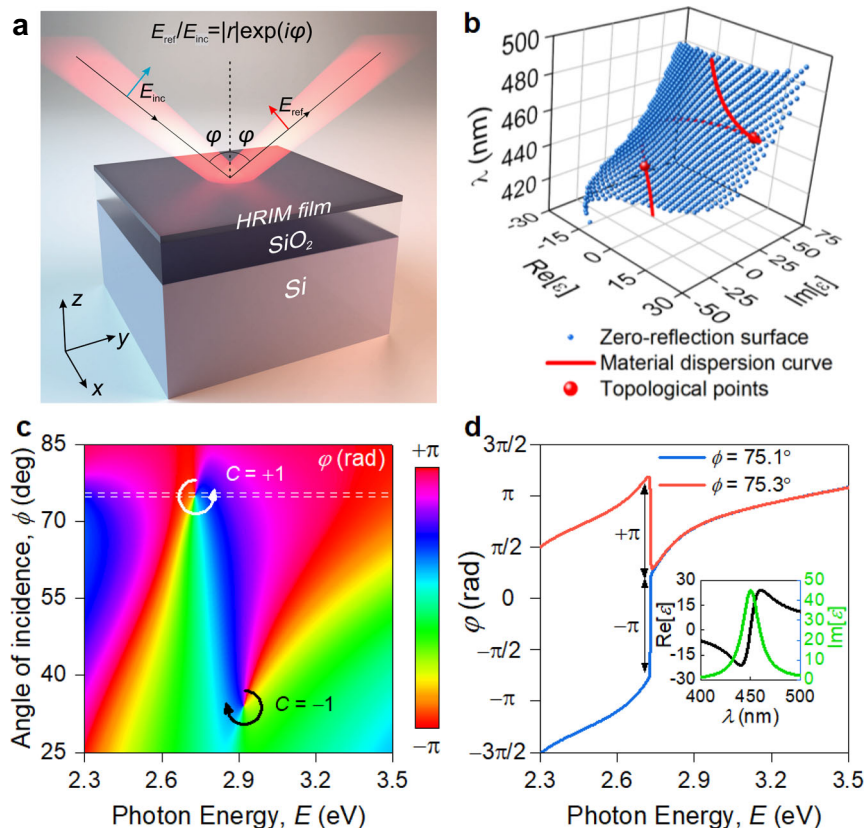 a
E_ref/E_inc=|r|exp(iφ)
E_inc
E_ref
φ φ
HRIM film
SiO₂
Si
z
y
x
b
λ (nm)
500
480
460
440
420
-30
-15
0
15
30
Re[ε]
-50
-25
0
25
50
75
Im[ε]
Zero-reflection surface
Material dispersion curve
Topological points
c
Angle of incidence, ϕ (deg)
85
70
55
40
25
φ (rad)
C = +1
C = −1
+π
−π
2.3 2.6 2.9 3.2 3.5
Photon Energy, E (eV)
d
φ (rad)
3π/2
π
π/2
0
−π/2
−π
−3π/2
ϕ = 75.1°
ϕ = 75.3°
+π
−π
Re[ε]
30
15
0
-15
-30
50
40
30
20
10
0
Im[ε]
400 450 500
λ (nm)
2.3 2.6 2.9 3.2 3.5
Photon Energy, E (eV)